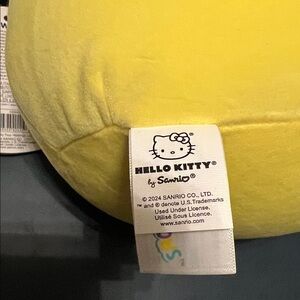 HELLO KITTY®
by Sanrio®
© 2024 SANRIO CO., LTD.
™ and ® denote U.S. Trademarks
Used Under License.
Utilisé Sous Licence.
www.sanrio.com